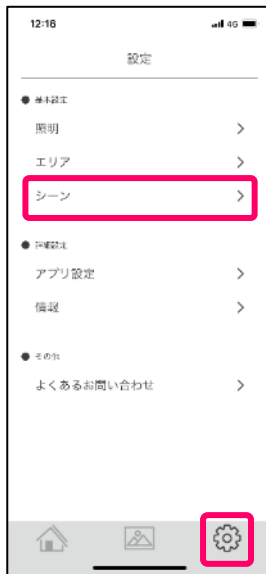 12:16
4G
設定
基本設定
照明
エリア
シーン
詳細設定
アプリ設定
情報
その他
よくあるお問い合わせ